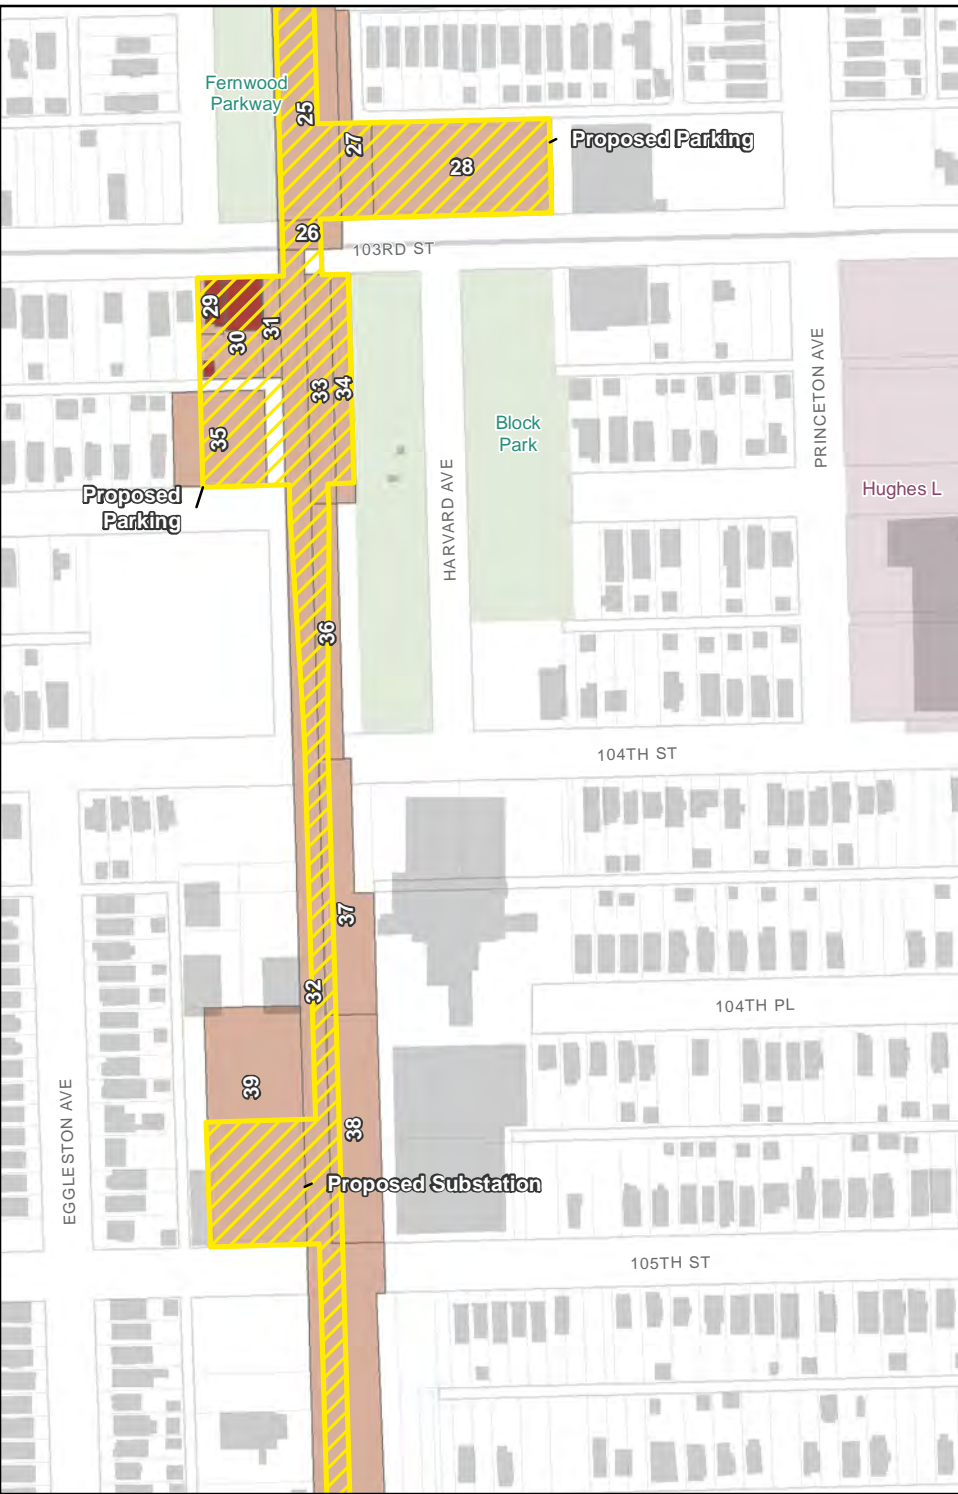 Fernwood
Parkway
25
27
Proposed Parking
28
26
103RD ST
29
31
30
33
34
35
Block
Park
PRINCETON AVE
HARVARD AVE
Hughes L
Proposed
Parking
36
104TH ST
37
32
104TH PL
39
38
EGGLESTON AVE
Proposed Substation
105TH ST